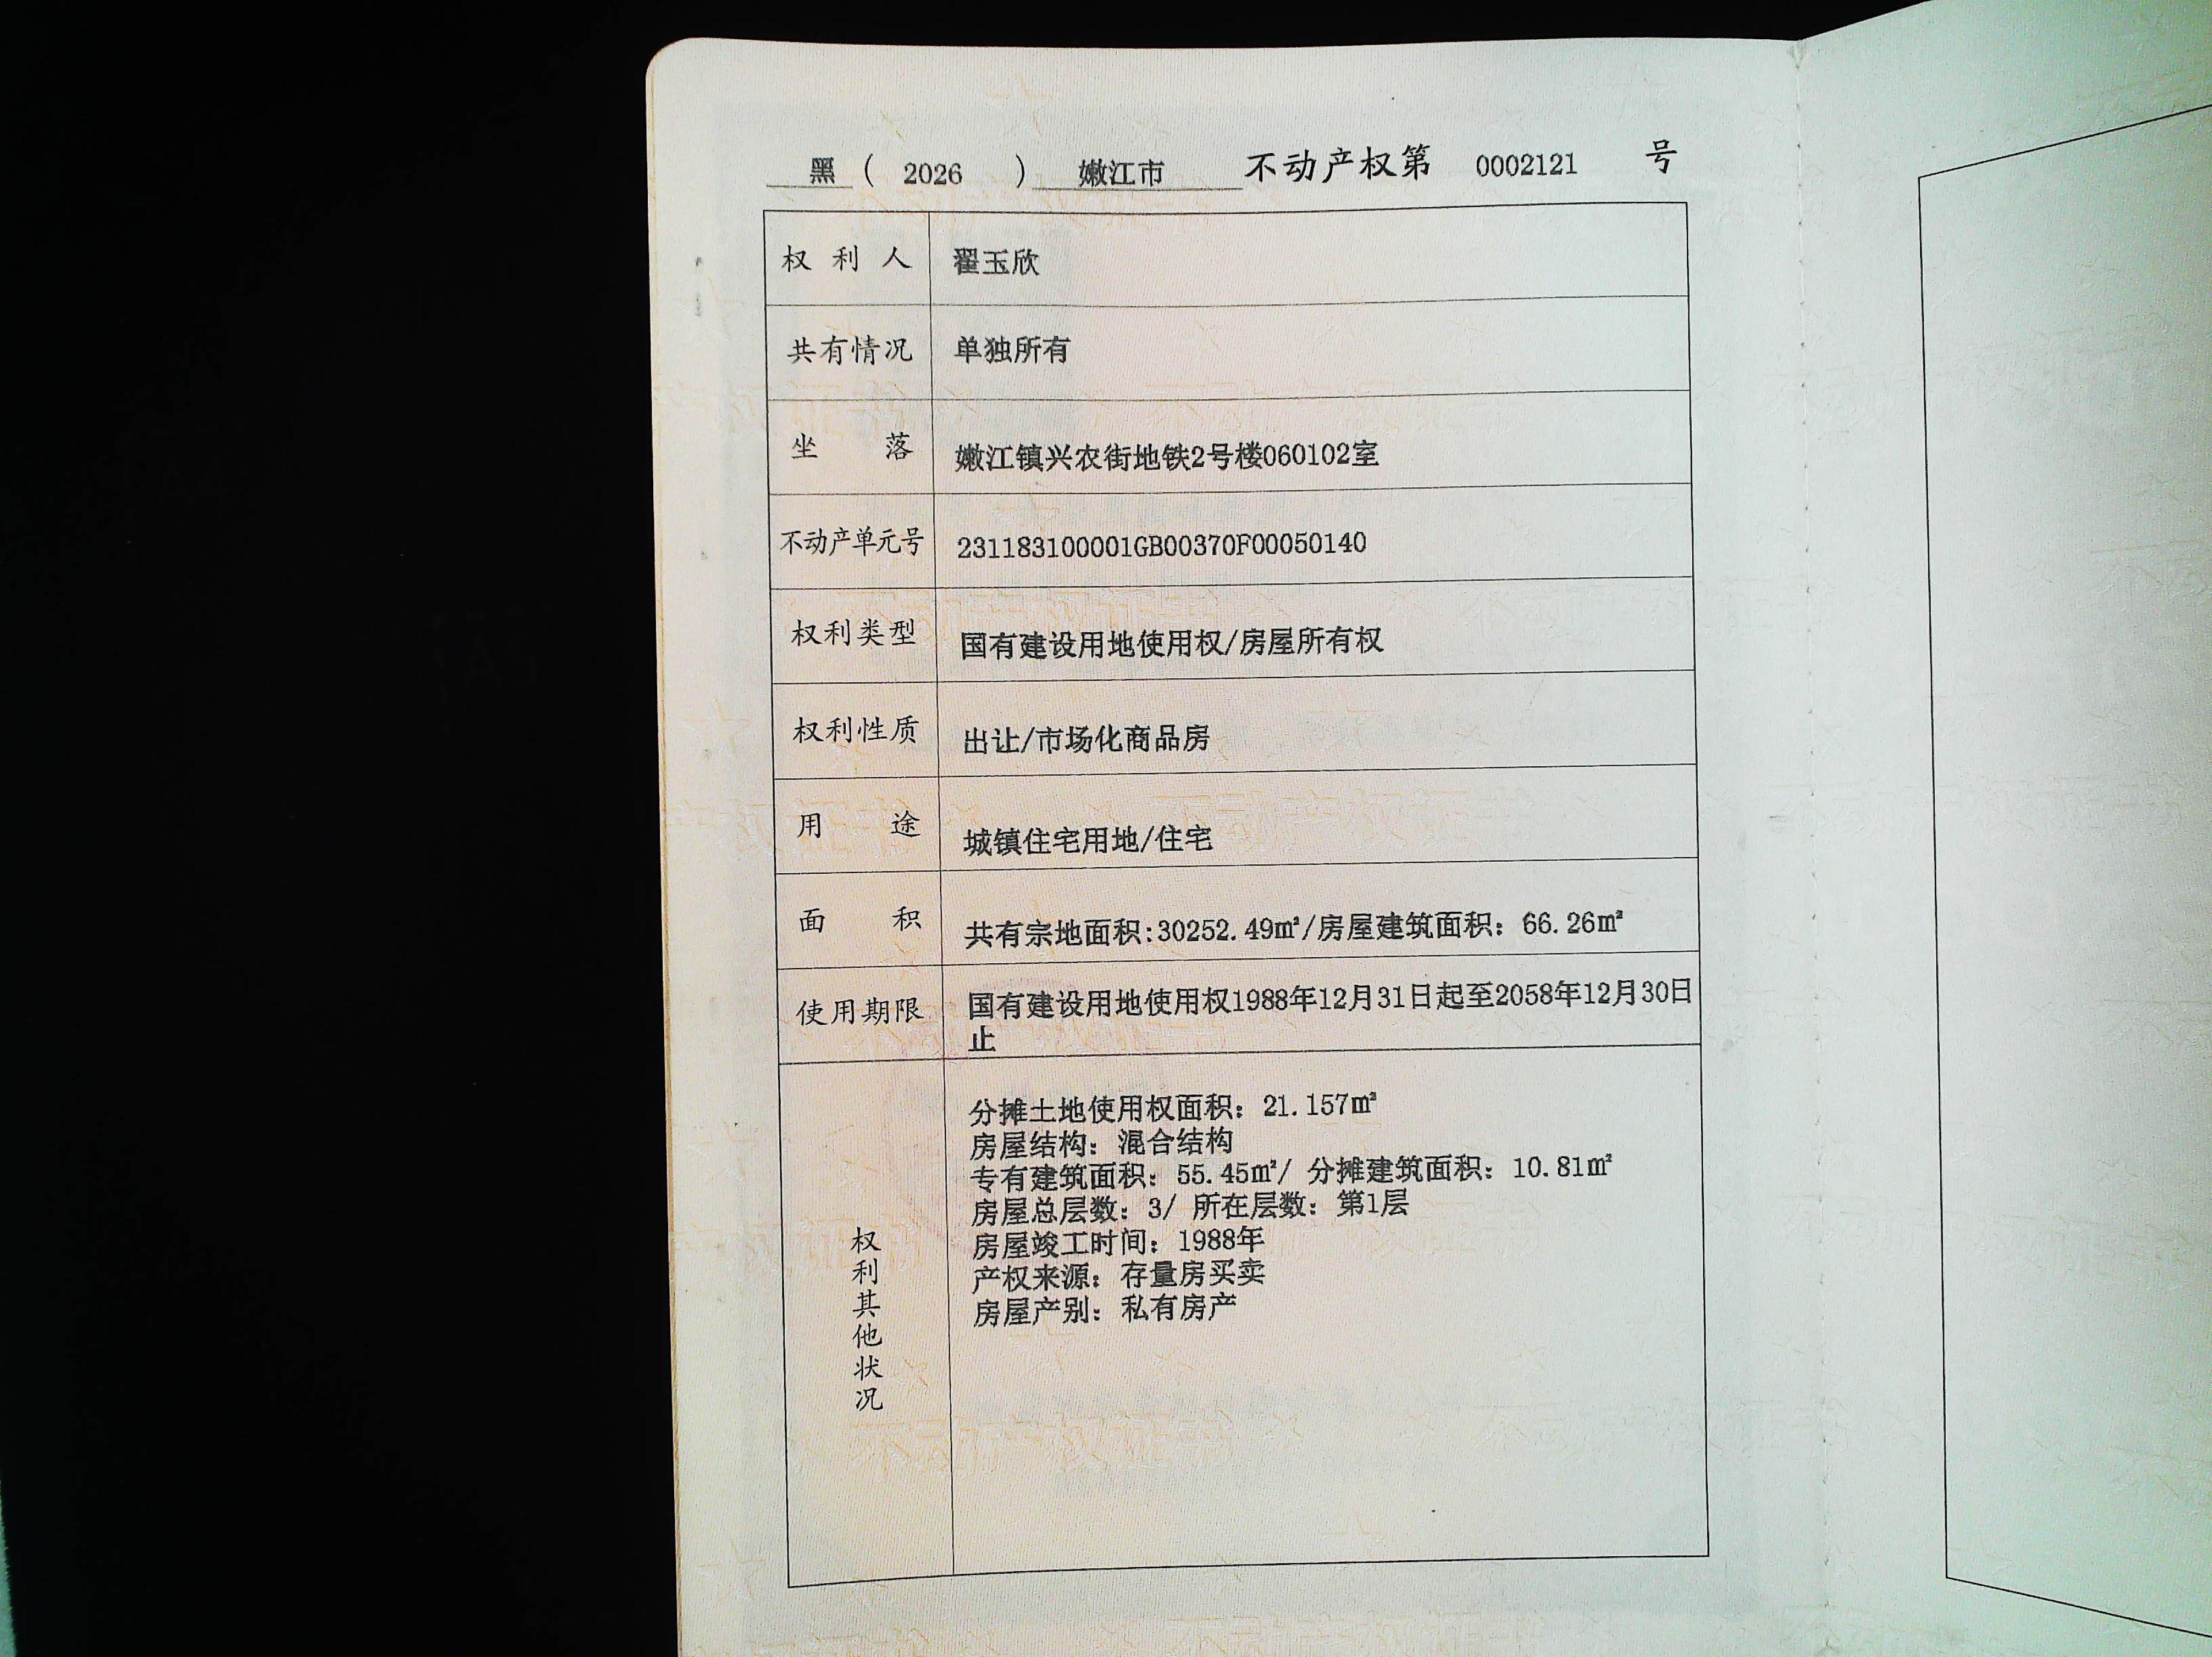 黑 ( 2026 ) 嫩江市 不动产权第 0002121 号
权利人 翟玉欣
共有情况 单独所有
坐落 嫩江镇兴农街地铁2号楼060102室
不动产单元号 231183100001GB00370F00050140
权利类型 国有建设用地使用权/房屋所有权
权利性质 出让/市场化商品房
用途 城镇住宅用地/住宅
面积 共有宗地面积:30252.49㎡/房屋建筑面积：66.26㎡
使用期限 国有建设用地使用权1988年12月31日起至2058年12月30日
止
权利其他状况
分摊土地使用权面积：21.157㎡
房屋结构：混合结构
专有建筑面积：55.45㎡/ 分摊建筑面积：10.81㎡
房屋总层数：3/ 所在层数：第1层
房屋竣工时间：1988年
产权来源：存量房买卖
房屋产别：私有房产